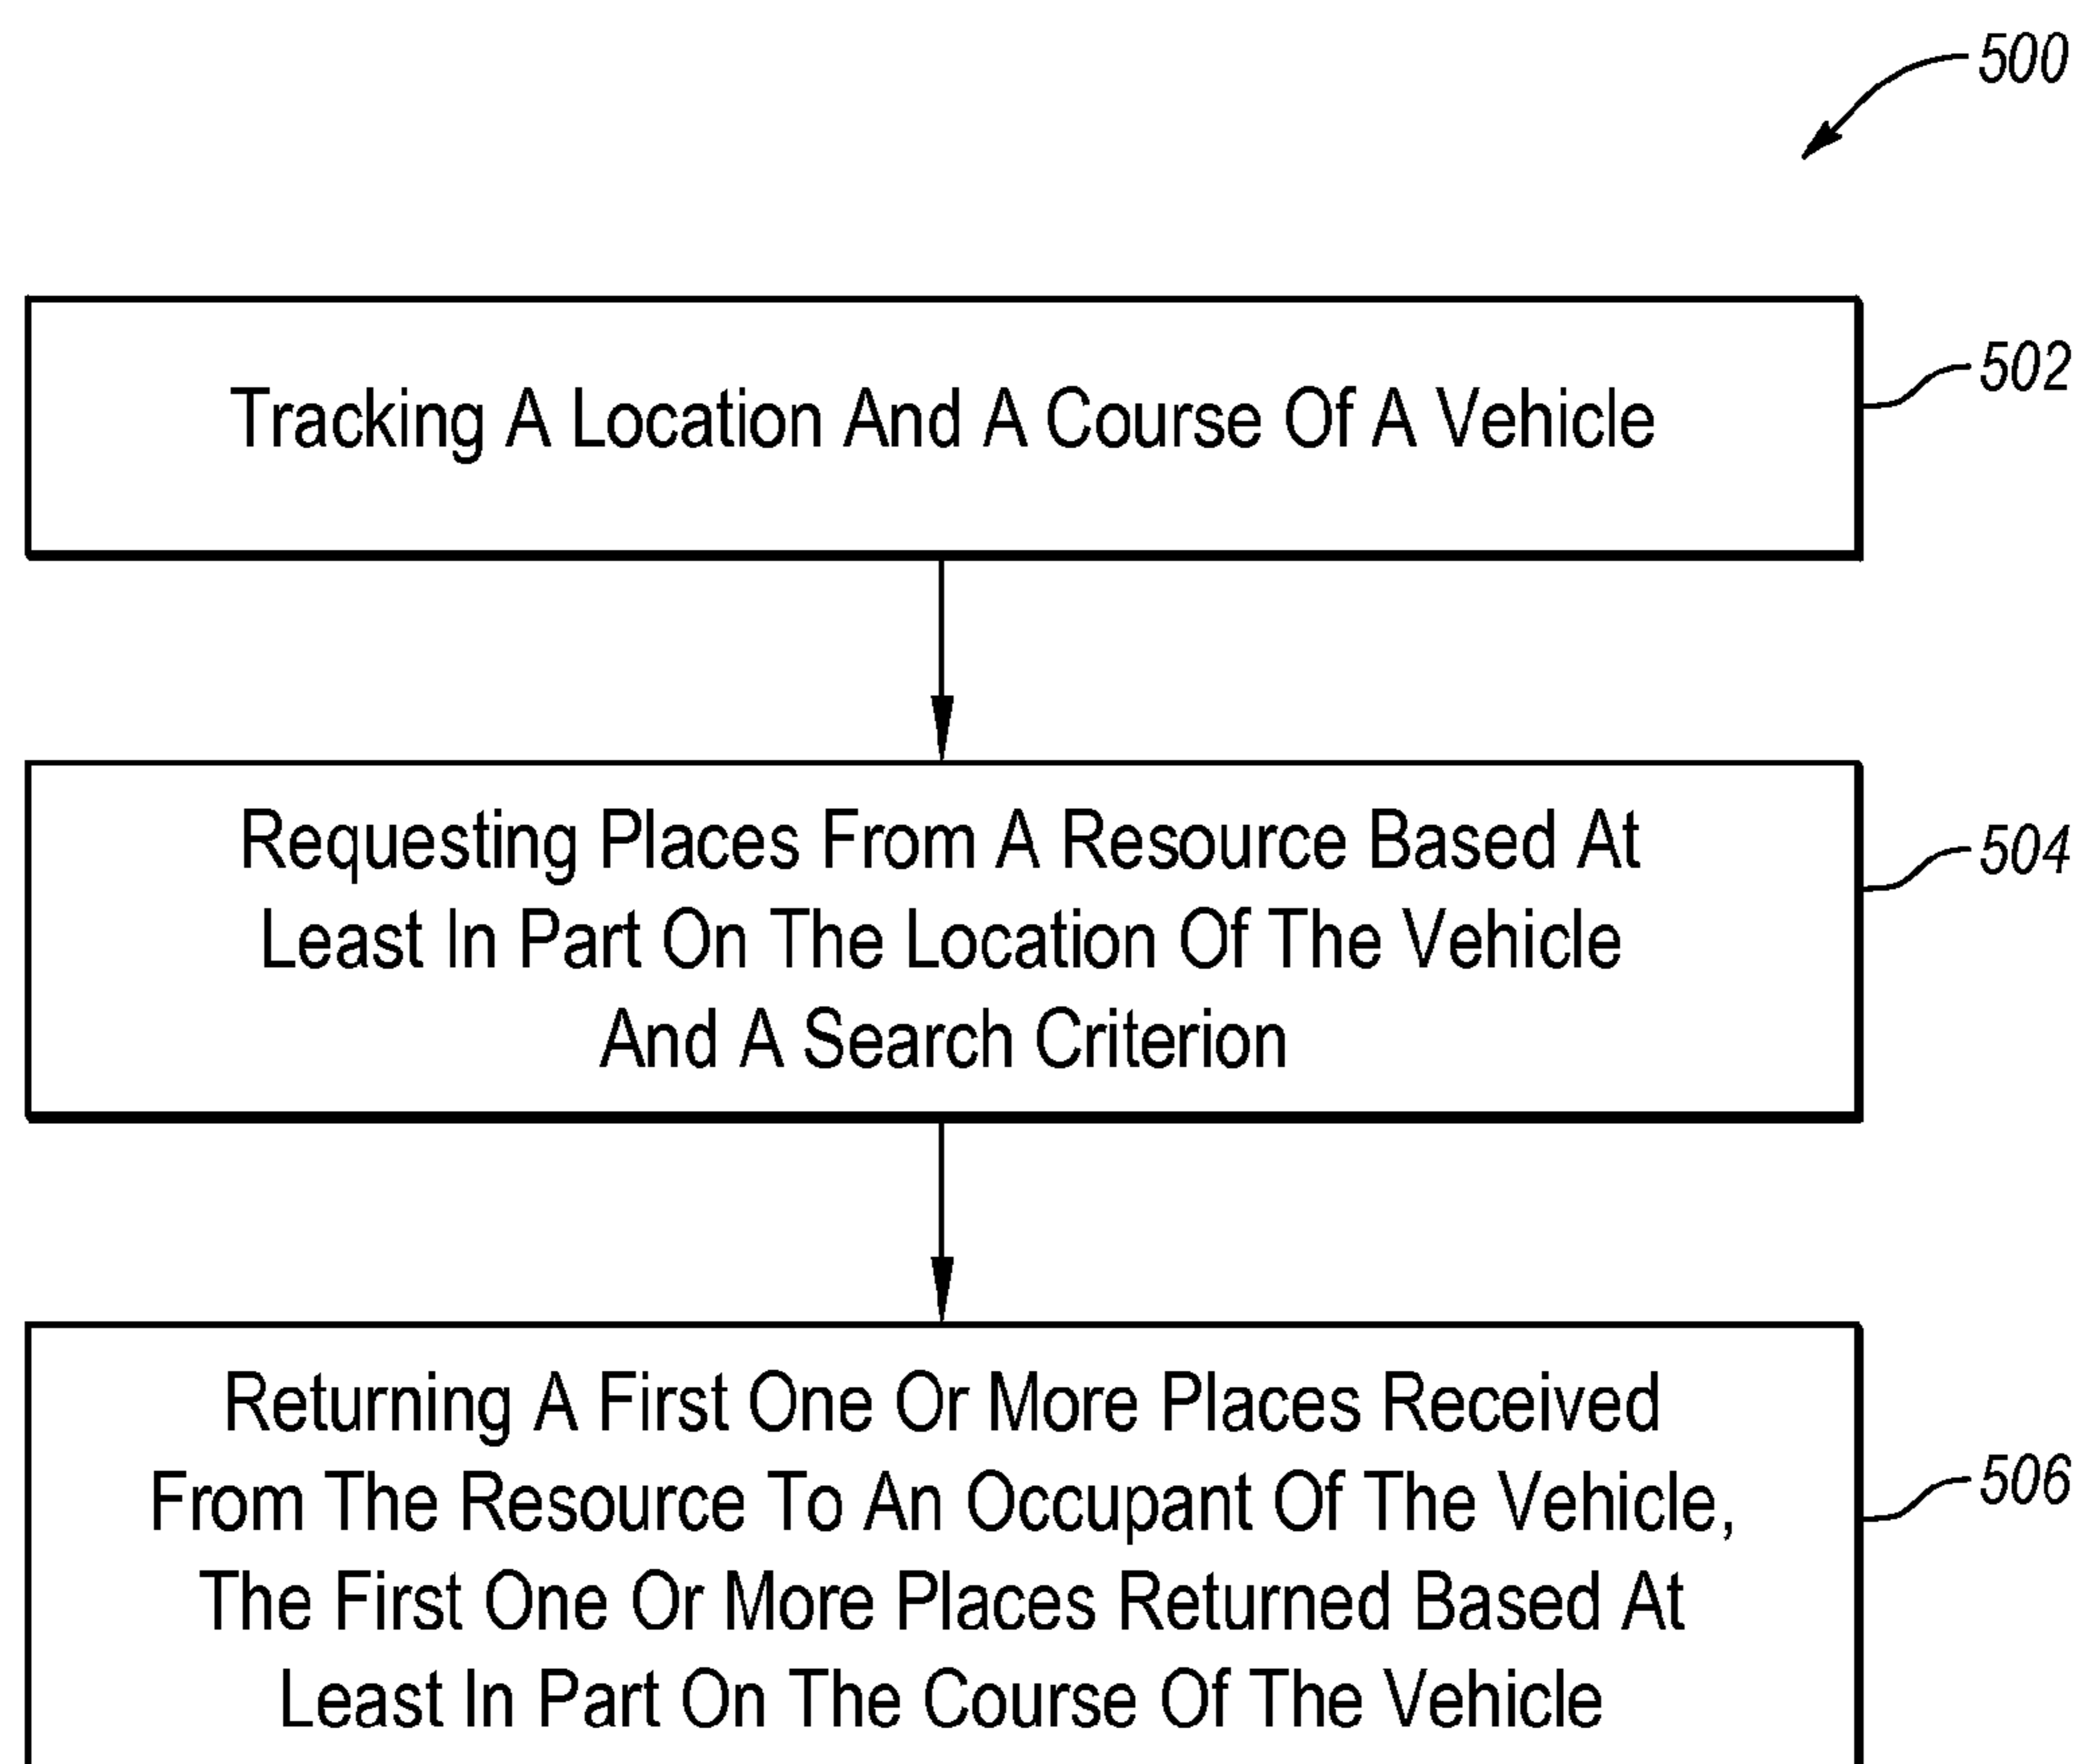 500
Tracking A Location And A Course Of A Vehicle
502
Requesting Places From A Resource Based At
Least In Part On The Location Of The Vehicle
And A Search Criterion
504
Returning A First One Or More Places Received
From The Resource To An Occupant Of The Vehicle,
The First One Or More Places Returned Based At
Least In Part On The Course Of The Vehicle
506